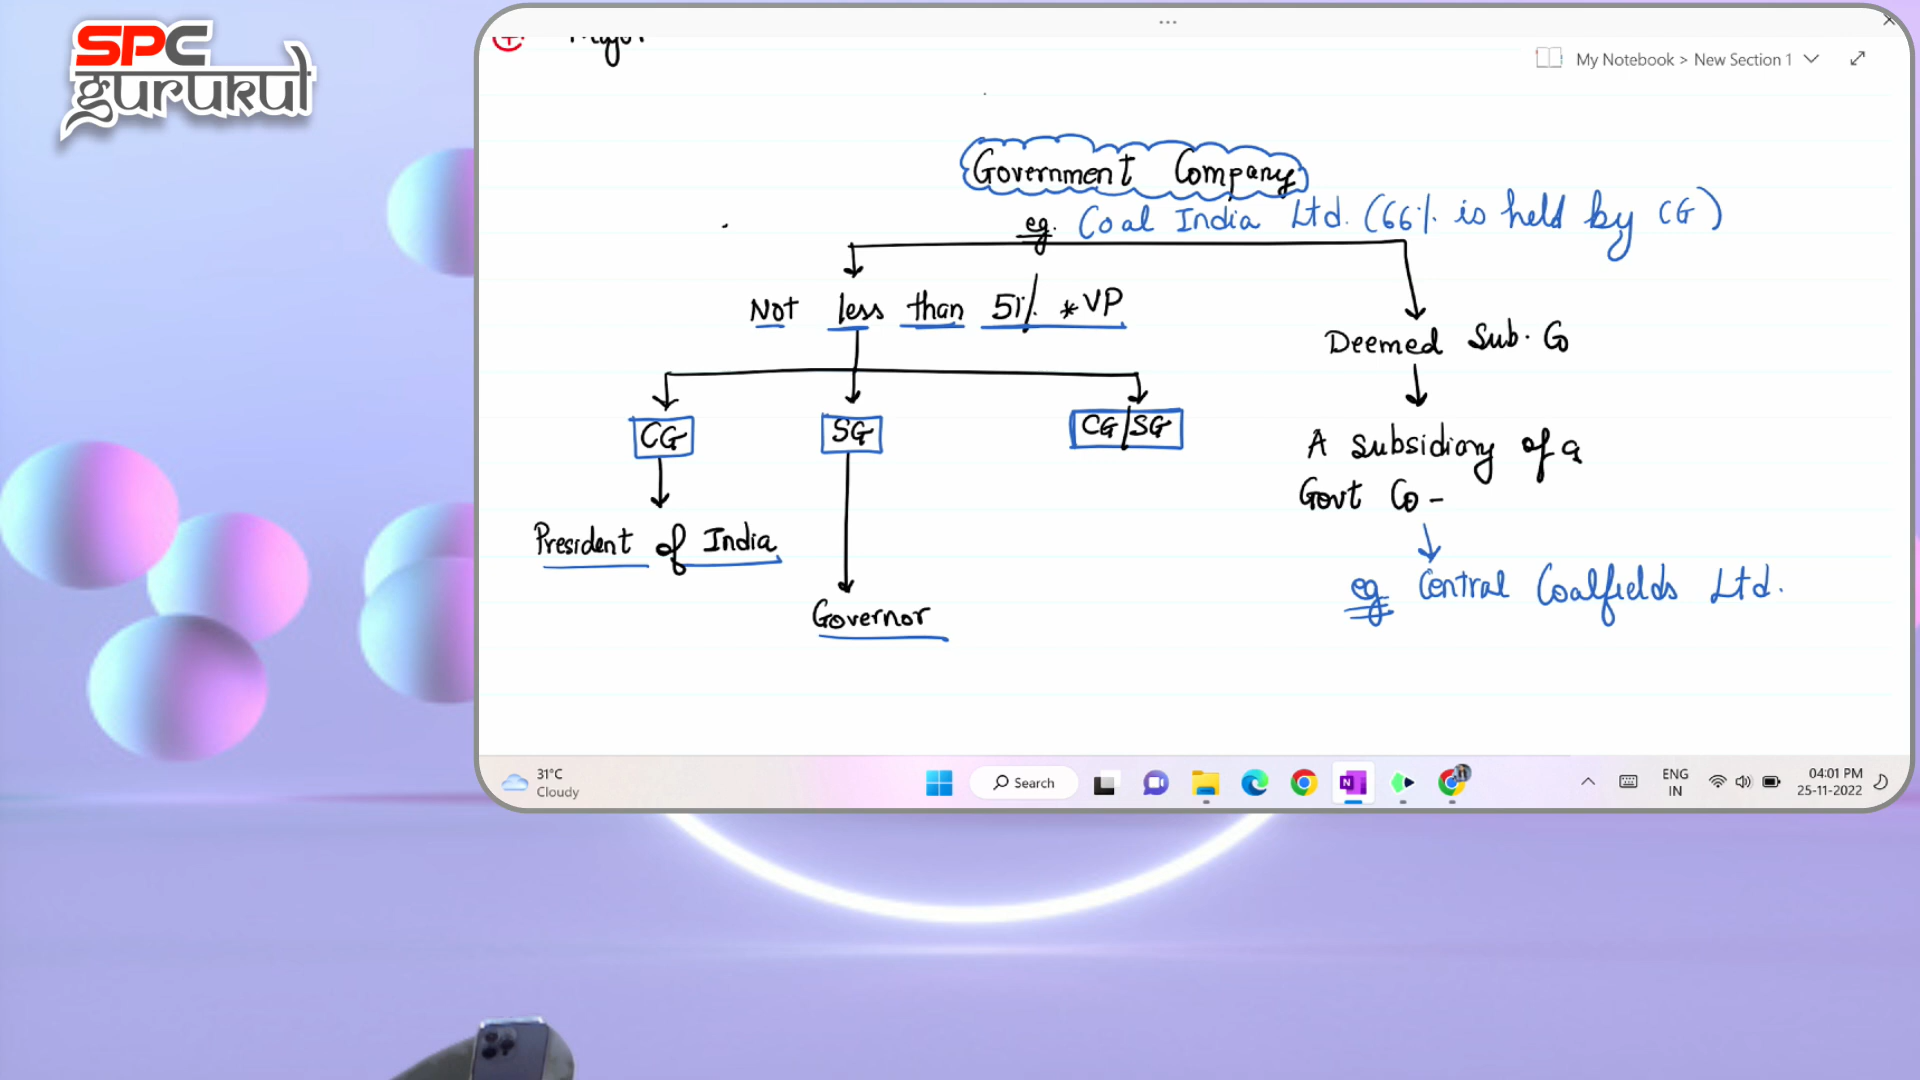 SPC
gurukul
My Notebook > New Section 1
Government Company
eg. Coal India Ltd. (66% is held by CG)
Not less than 51% *VP
Deemed Sub. Co
CG
SG
CG/SG
A subsidiary of a
Govt Co -
President of India
eg Central Coalfields Ltd.
Governor
31°C
Cloudy
Search
ENG
IN
04:01 PM
25-11-2022